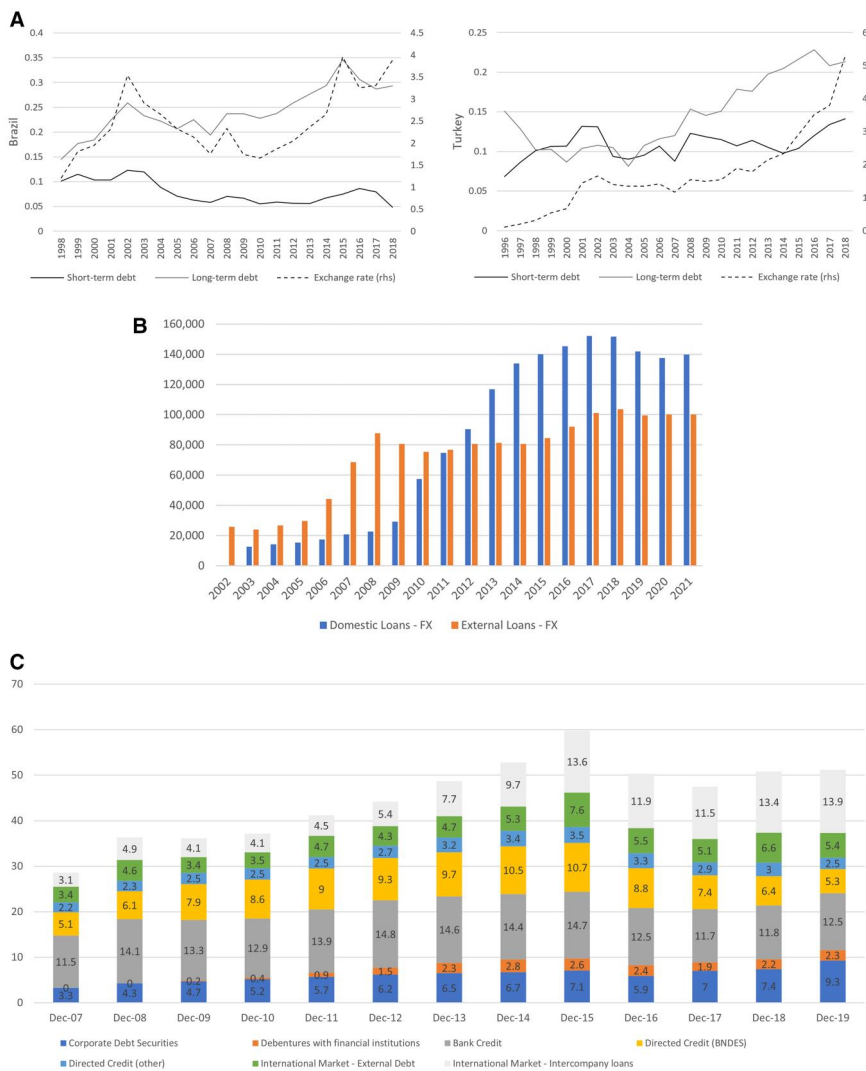 A
Brazil
0.4
0.35
0.3
0.25
0.2
0.15
0.1
0.05
0
4.5
4
3.5
3
2.5
2
1.5
1
0.5
0
1998 1999 2000 2001 2002 2003 2004 2005 2006 2007 2008 2009 2010 2011 2012 2013 2014 2015 2016 2017 2018
Short-term debt Long-term debt Exchange rate (rhs)
Turkey
0.25
0.2
0.15
0.1
0.05
0
6
5
4
3
2
1
0
1996 1997 1998 1999 2000 2001 2002 2003 2004 2005 2006 2007 2008 2009 2010 2011 2012 2013 2014 2015 2016 2017 2018
Short-term debt Long-term debt Exchange rate (rhs)
B
160,000
140,000
120,000
100,000
80,000
60,000
40,000
20,000
0
2002 2003 2004 2005 2006 2007 2008 2009 2010 2011 2012 2013 2014 2015 2016 2017 2018 2019 2020 2021
Domestic Loans - FX External Loans - FX
C
70
60
50
40
30
20
10
0
3.1 4.9 4.1 4.1 4.5 5.4 7.7 9.7 13.6 11.9 11.5 13.4 13.9
3.4 4.6 3.4 3.5 4.7 4.3 4.7 5.3 7.6 5.5 5.1 6.6 5.4
2.2 2.3 2.5 2.5 2.5 2.7 3.2 3.4 3.5 3.3 2.9 3 2.5
5.1 6.1 7.9 8.6 9 9.3 9.7 10.5 10.7 8.8 7.4 6.4 5.3
11.5 14.1 13.3 12.9 13.9 14.8 14.6 14.4 14.7 12.5 11.7 11.8 12.5
0 0 0.2 0.4 0.9 1.5 2.3 2.8 2.6 2.4 1.9 2.2 2.3
3.3 4.3 4.7 5.2 5.7 6.2 6.5 6.7 7.1 5.9 7 7.4 9.3
Dec-07 Dec-08 Dec-09 Dec-10 Dec-11 Dec-12 Dec-13 Dec-14 Dec-15 Dec-16 Dec-17 Dec-18 Dec-19
Corporate Debt Securities Debentures with financial institutions Bank Credit Directed Credit (BNDES)
Directed Credit (other) International Market - External Debt International Market - Intercompany loans